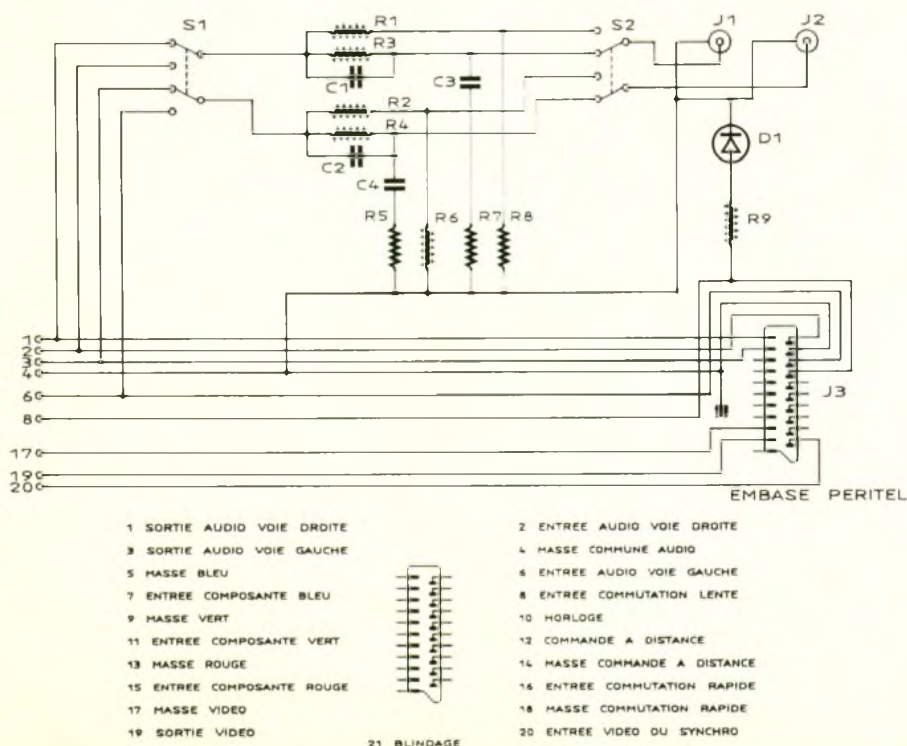 S1
R1
S2
J1
J2
R3
C1
C3
R2
R4
D1
C2
C4
R5
R6
R7
R8
R9
1
2
3
4
6
8
17
19
20
J3
EMBASE PERITEL
1 SORTIE AUDIO VOIE DROITE
2 ENTREE AUDIO VOIE DROITE
3 SORTIE AUDIO VOIE GAUCHE
4 MASSE COMMUNE AUDIO
5 MASSE BLEU
6 ENTREE AUDIO VOIE GAUCHE
7 ENTREE COMPOSANTE BLEU
8 ENTREE COMMUTATION LENTE
9 MASSE VERT
10 HORLOGE
11 ENTREE COMPOSANTE VERT
12 COMMANDE A DISTANCE
13 MASSE ROUGE
14 MASSE COMMANDE A DISTANCE
15 ENTREE COMPOSANTE ROUGE
16 ENTREE COMMUTATION RAPIDE
17 MASSE VIDEO
18 MASSE COMMUTATION RAPIDE
19 SORTIE VIDEO
20 ENTREE VIDEO OU SYNCHRO
21 BLINDAGE